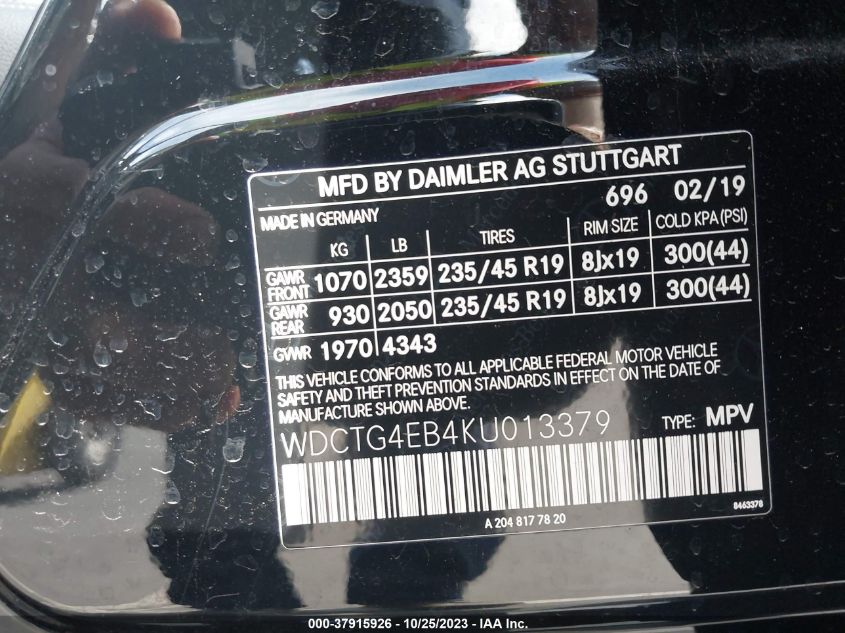 MFD BY DAIMLER AG STUTTGART
696 02/19
MADE IN GERMANY
KG LB TIRES RIM SIZE COLD KPA (PSI)
GAWR FRONT 1070 2359 235/45 R19 8Jx19 300(44)
GAWR REAR 930 2050 235/45 R19 8Jx19 300(44)
GVWR 1970 4343
THIS VEHICLE CONFORMS TO ALL APPLICABLE FEDERAL MOTOR VEHICLE
SAFETY AND THEFT PREVENTION STANDARDS IN EFFECT ON THE DATE OF
MANUFACTURE SHOWN ABOVE.
WDCTG4EB4KU013379 TYPE: MPV
8463378
A 204 817 78 20
000-37915926 - 10/25/2023 - IAA Inc.